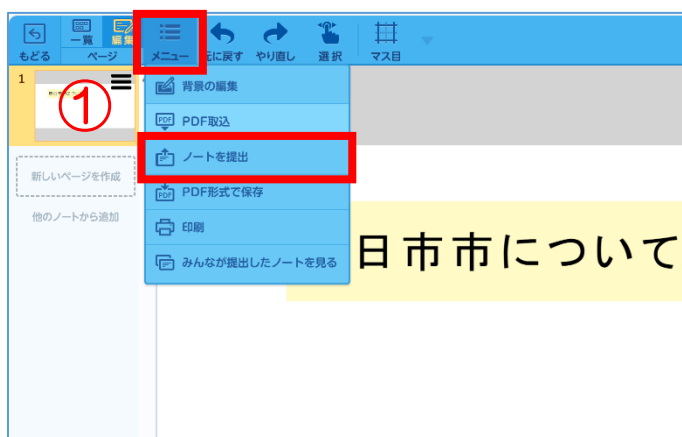 もどる
一覧
編集
ページ
メニュー
元に戻す
やり直し
選択
マス目
1
①
新しいページを作成
他のノートから追加
背景の編集
PDF PDF取込
ノートを提出
PDF PDF形式で保存
印刷
みんなが提出したノートを見る
日市市について